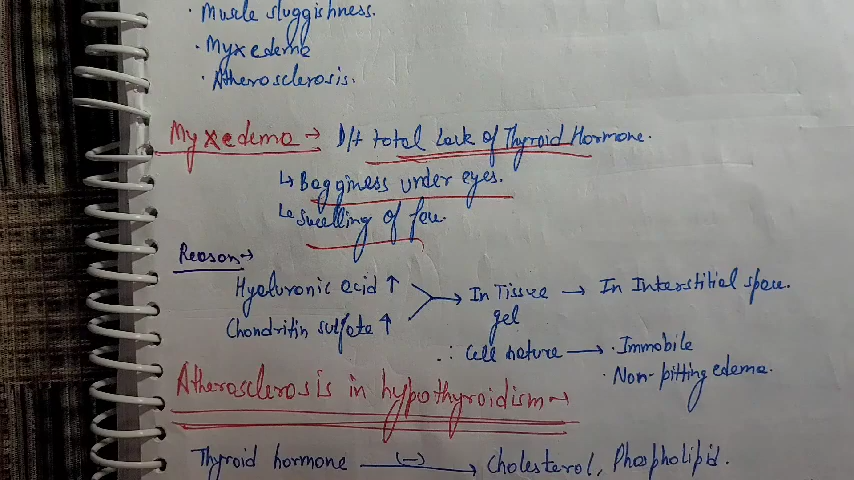 · Muscle sluggishness.
· Myxedema
· Atherosclerosis.
Myxedema → D/t total Lack of Thyroid Hormone.
↳ Bagginess under eyes.
↳ swelling of face.
Reason→
Hyaluronic acid ↑
Chondritin sulfate ↑
→ In Tissue gel → In Interstitial space.
∴ Cell nature → · Immobile
· Non-pitting edema.
Atherosclerosis in hypothyroidism→
Thyroid hormone (-)→ Cholesterol, Phospholipid.